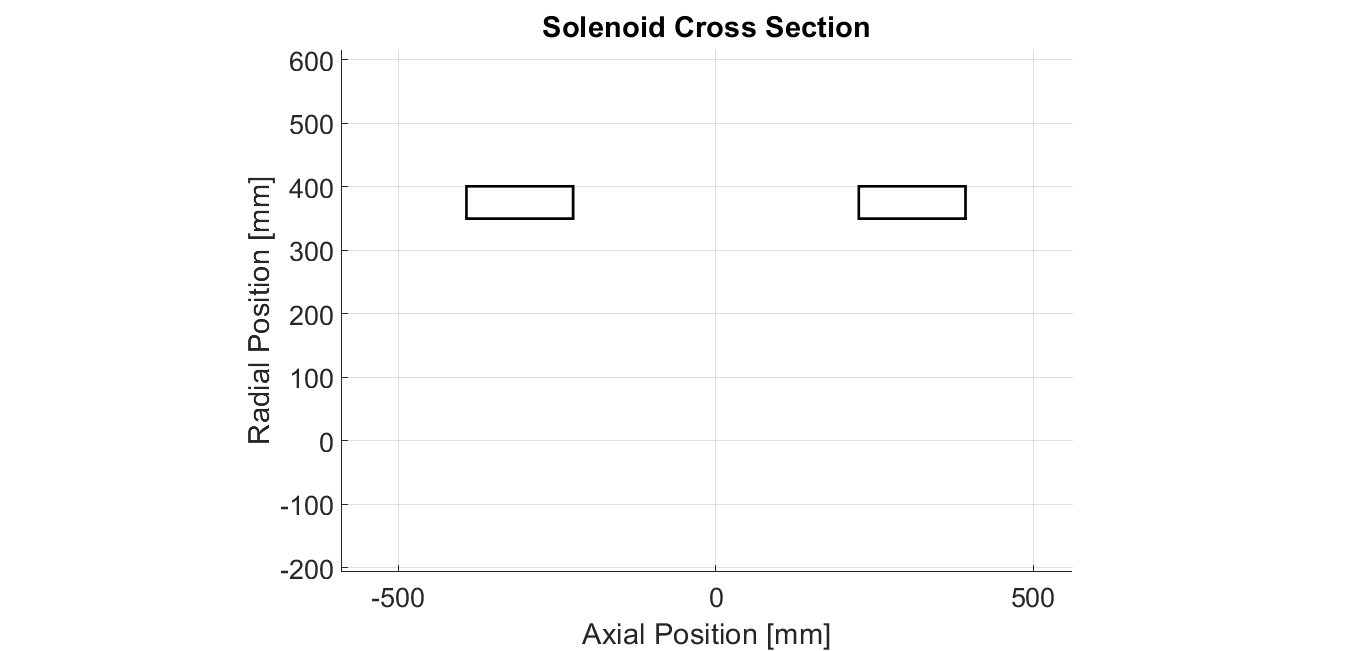 Solenoid Cross Section
600
500
400
300
200
100
0
-100
-200
Radial Position [mm]
-500 0 500
Axial Position [mm]